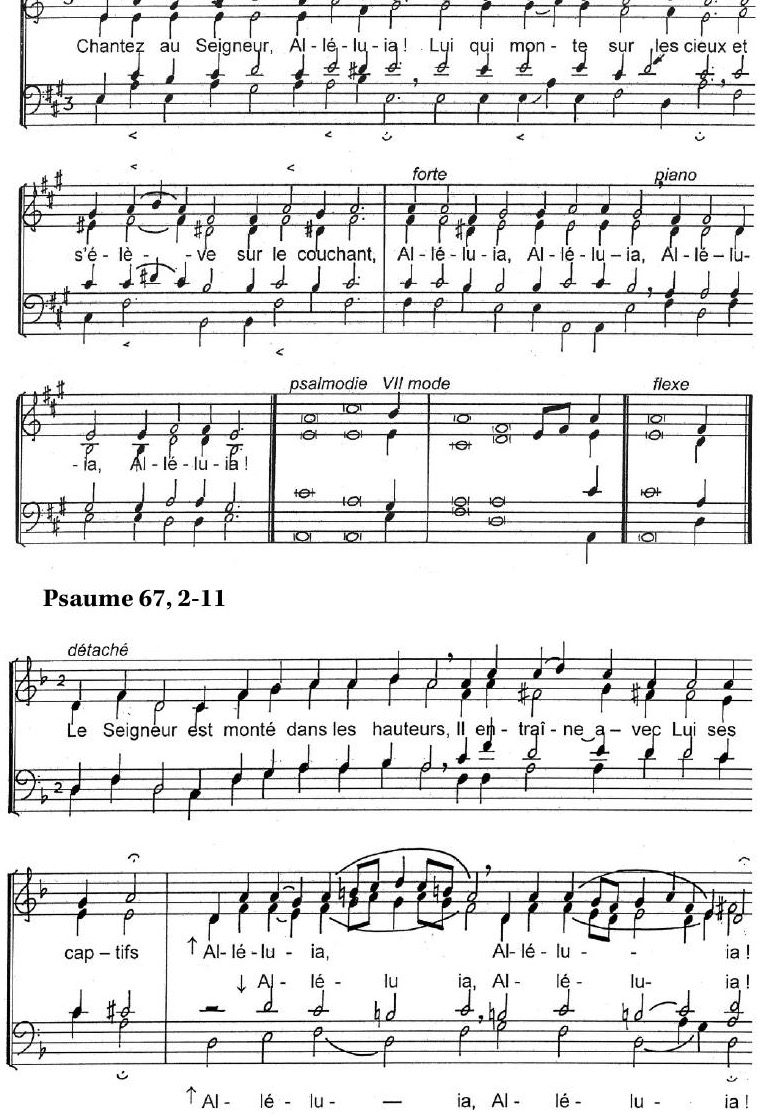 Chantez au Seigneur, Al-lé-lu-ia ! Lui qui mon-te sur les cieux et
forte piano
s'é-lè--ve sur le couchant, Al-lé-lu-ia, Al-lé-lu-ia, Al-lé-lu-
psalmodie VII mode flexe
-ia, Al-lé-lu-ia !
Psaume 67, 2-11
détaché
Le Seigneur est monté dans les hauteurs, Il en-traî-ne a-vec Lui ses
cap-tifs ↑ Al-lé-lu-ia, Al-lé-lu--ia !
↓ Al-lé-lu ia, Al-lé-lu-ia !
↑ Al-lé-lu-—ia, Al-lé-lu-ia !